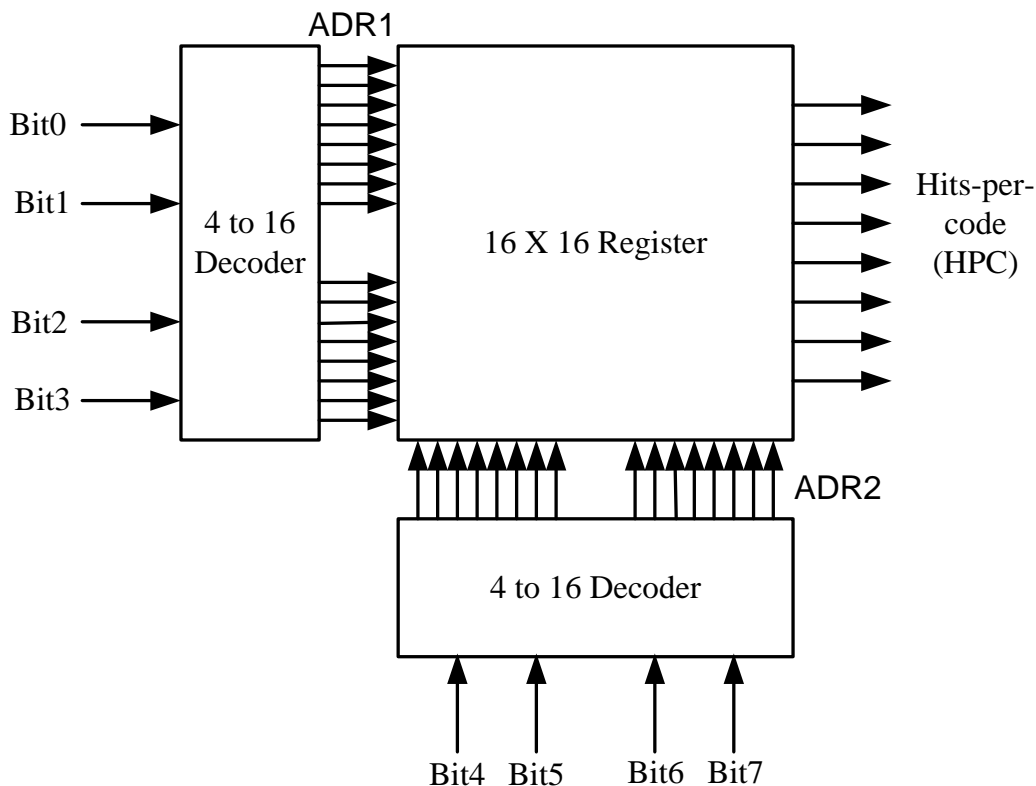 ADR1
Bit0
Bit1
Bit2
Bit3
4 to 16
Decoder
16 X 16 Register
Hits-per-
code
(HPC)
ADR2
4 to 16 Decoder
Bit4 Bit5 Bit6 Bit7